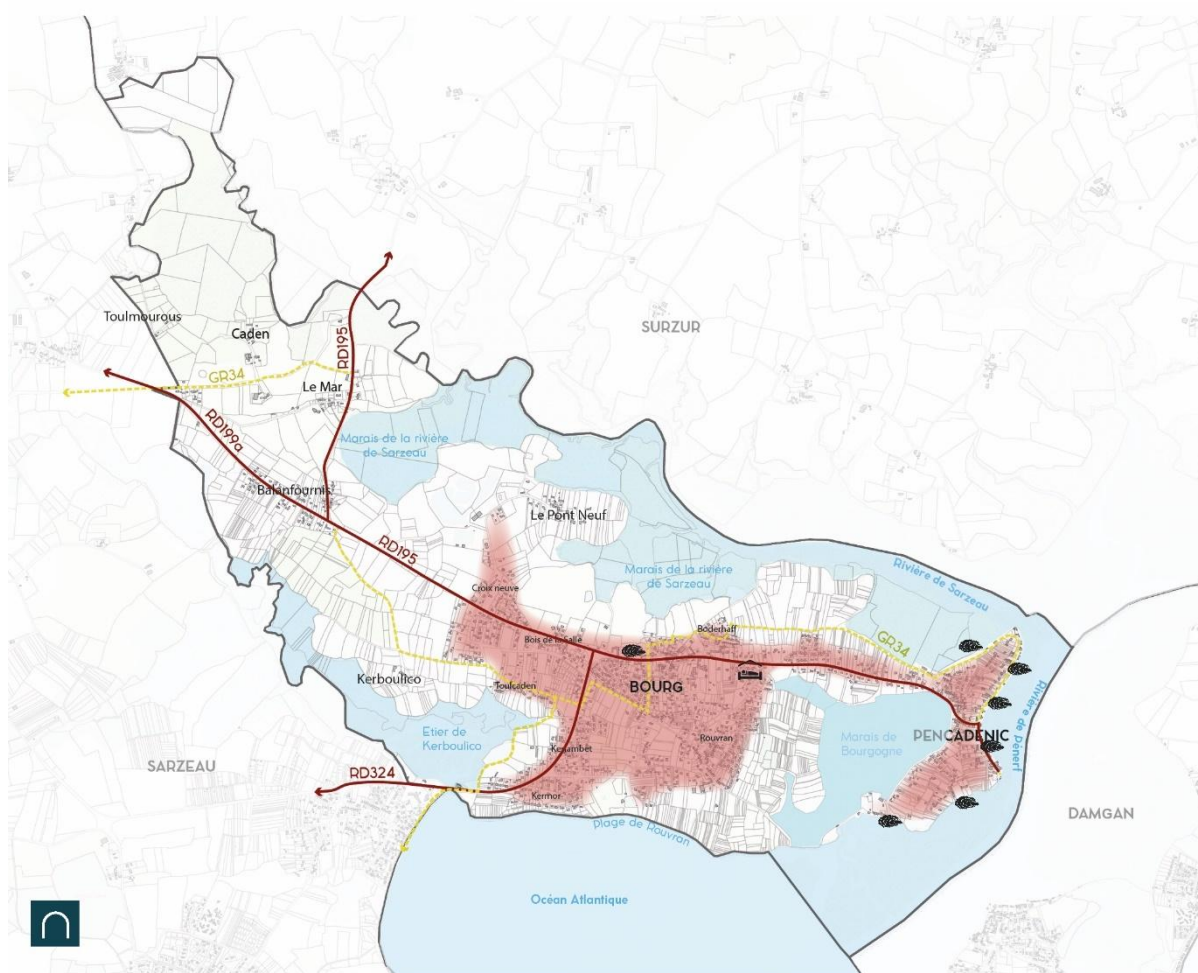 Toulmourous
Caden
SURZUR
RD195
GR34
Le Mar
RD199a
Marais de la rivière
de Sarzeau
Balanfournis
Le Pont Neuf
RD195
Marais de la rivière
de Sarzeau
Rivière de Sarzeau
Croix neuve
Bois de la Salle
Boderhaff
GR34
Kerboulico
Toulcaden
BOURG
Rivière de Pénerf
Etier de
Kerboulico
Rouvran
Marais de
Bourgogne
PENCADENIC
Kerjambet
SARZEAU
RD324
Kermor
Plage de Rouvran
DAMGAN
Océan Atlantique